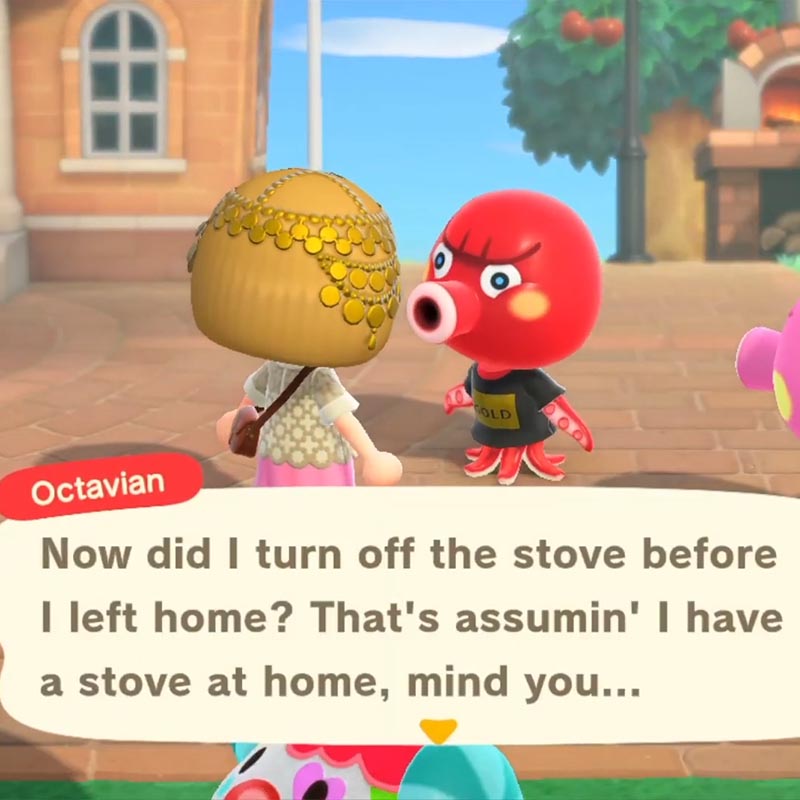 GOLD
Octavian
Now did I turn off the stove before
I left home? That's assumin' I have
a stove at home, mind you...